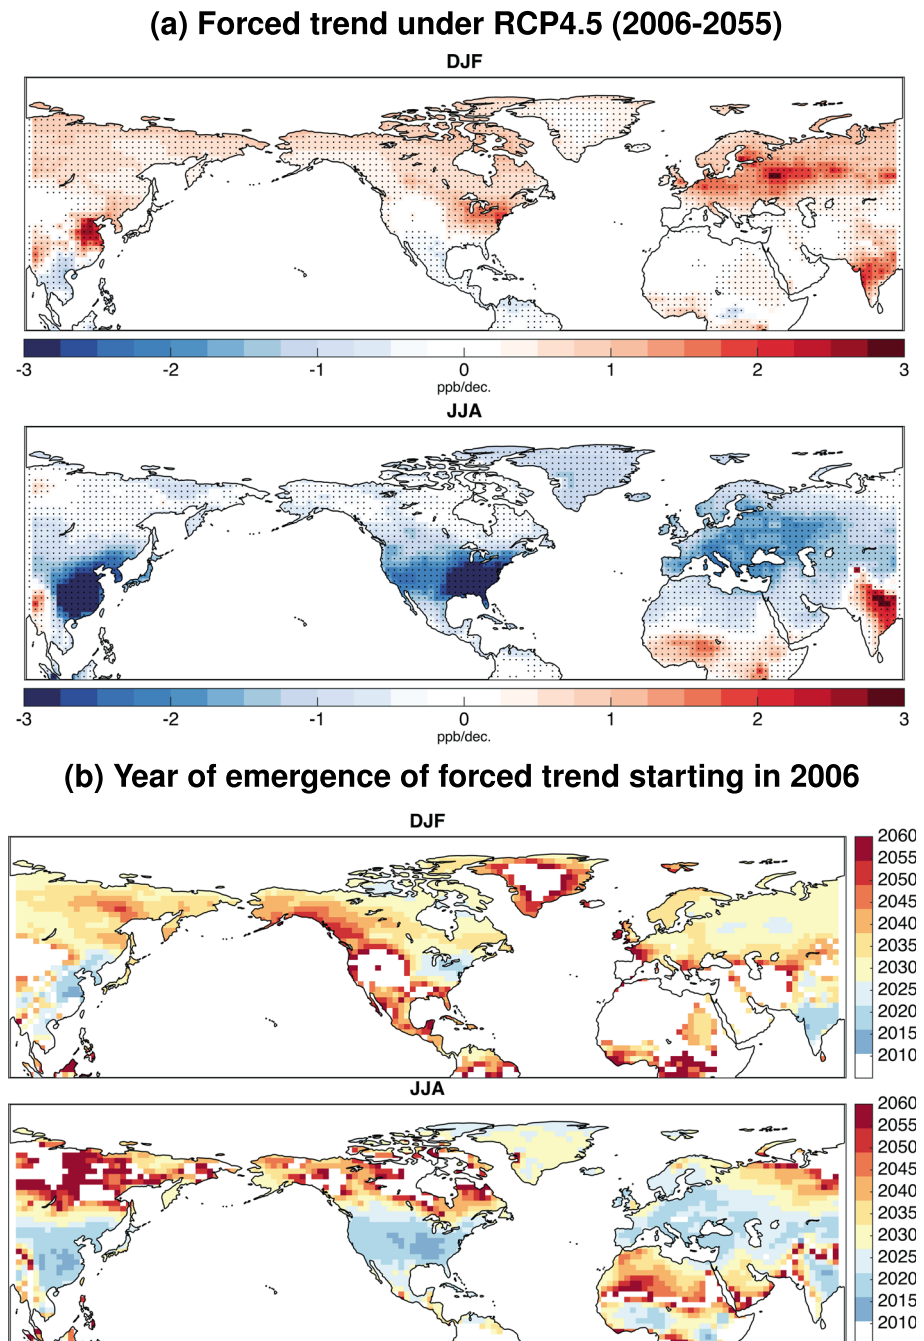 (a) Forced trend under RCP4.5 (2006-2055)
DJF
-3 -2 -1 0 1 2 3
ppb/dec.
JJA
-3 -2 -1 0 1 2 3
ppb/dec.
(b) Year of emergence of forced trend starting in 2006
DJF
2060
2055
2050
2045
2040
2035
2030
2025
2020
2015
2010
JJA
2060
2055
2050
2045
2040
2035
2030
2025
2020
2015
2010